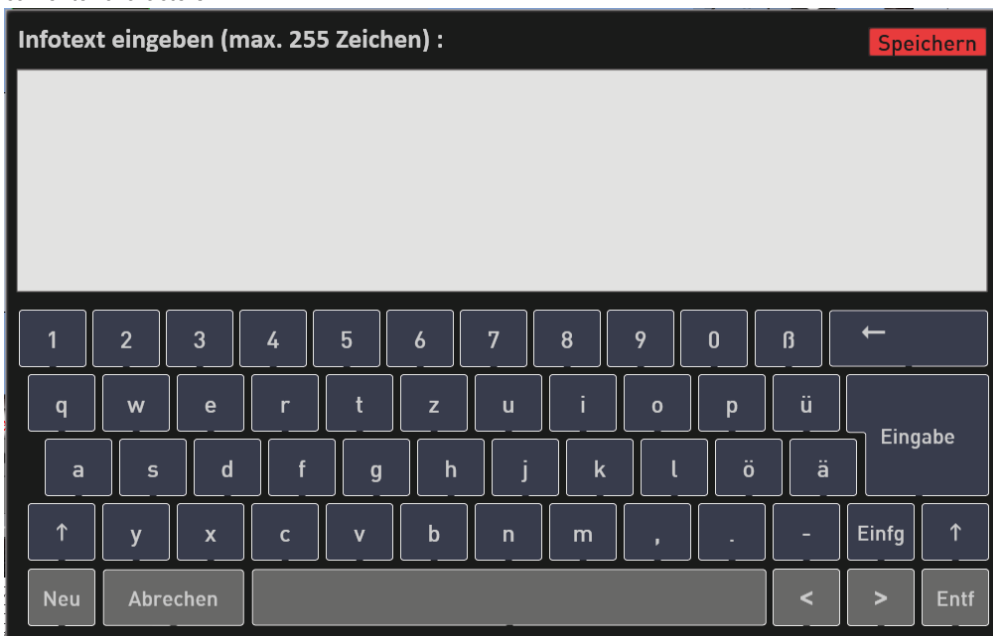 Infotext eingeben (max. 255 Zeichen) : Speichern
1 2 3 4 5 6 7 8 9 0 ß ←
q w e r t z u i o p ü
Eingabe
a s d f g h j k l ö ä
↑ y x c v b n m , . - Einfg ↑
Neu Abrechen < > Entf